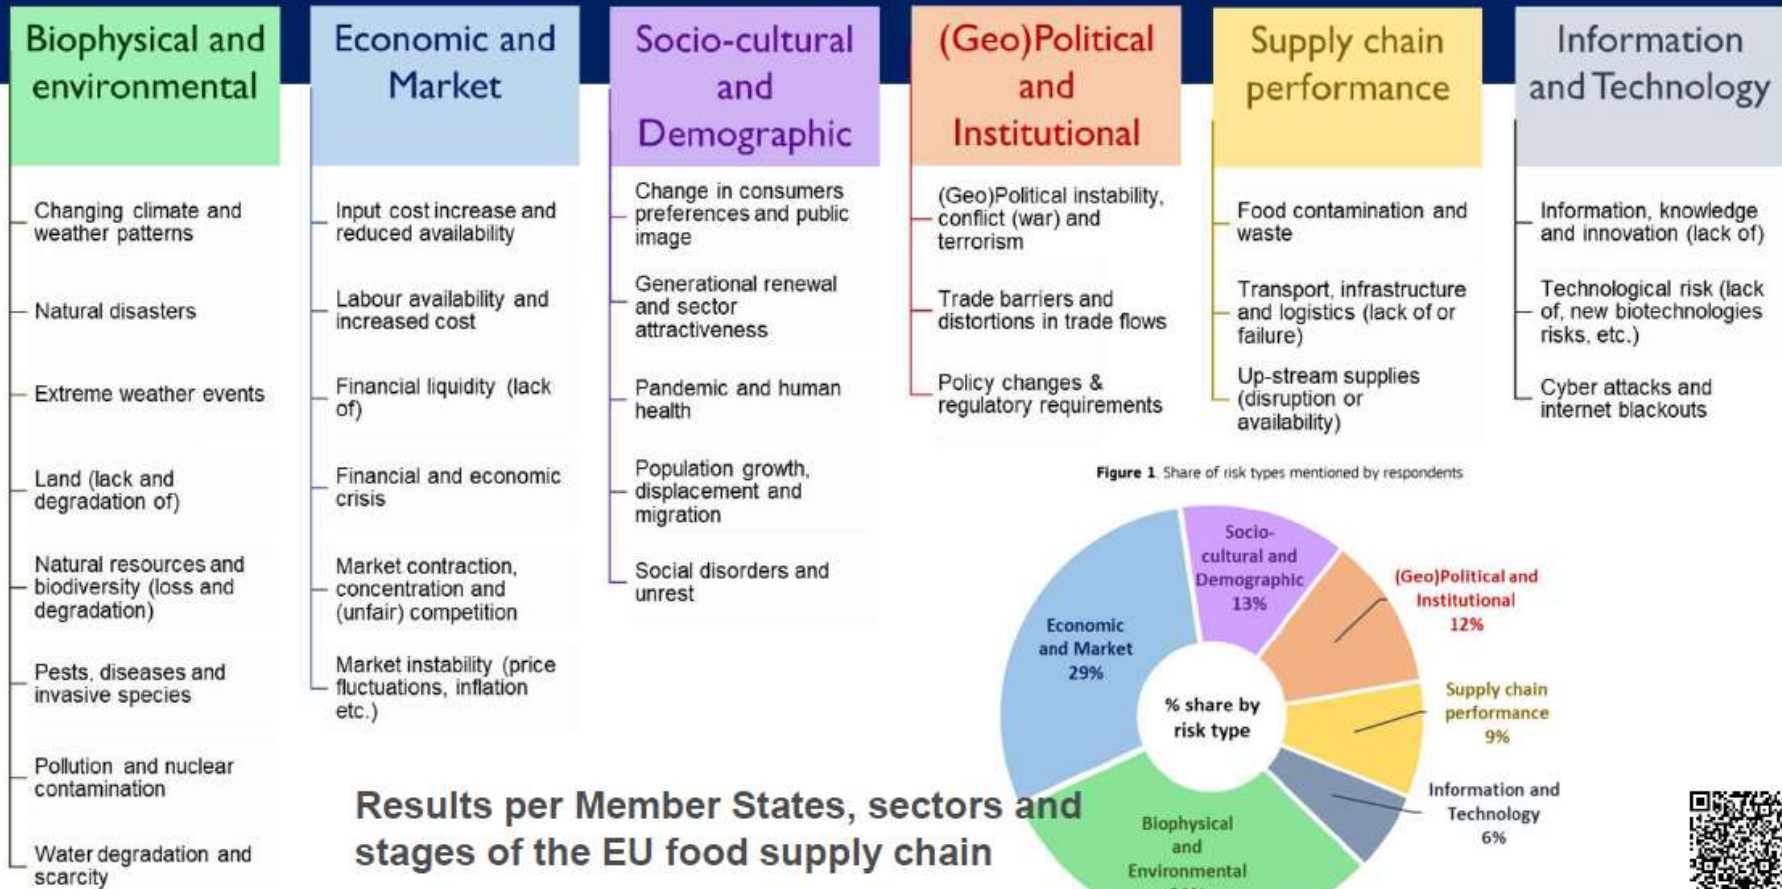 Biophysical and
environmental
Changing climate and
weather patterns
Natural disasters
Extreme weather events
Land (lack and
degradation of)
Natural resources and
biodiversity (loss and
degradation)
Pests, diseases and
invasive species
Pollution and nuclear
contamination
Water degradation and
scarcity
Economic and
Market
Input cost increase and
reduced availability
Labour availability and
increased cost
Financial liquidity (lack
of)
Financial and economic
crisis
Market contraction,
concentration and
(unfair) competition
Market instability (price
fluctuations, inflation
etc.)
Socio-cultural
and
Demographic
Change in consumers
preferences and public
image
Generational renewal
and sector
attractiveness
Pandemic and human
health
Population growth,
displacement and
migration
Social disorders and
unrest
(Geo)Political
and
Institutional
(Geo)Political instability,
conflict (war) and
terrorism
Trade barriers and
distortions in trade flows
Policy changes &
regulatory requirements
Supply chain
performance
Food contamination and
waste
Transport, infrastructure
and logistics (lack of or
failure)
Up-stream supplies
(disruption or
availability)
Information
and Technology
Information, knowledge
and innovation (lack of)
Technological risk (lack
of, new biotechnologies
risks, etc.)
Cyber attacks and
internet blackouts
Figure 1. Share of risk types mentioned by respondents
Socio-
cultural and
Demographic
13%
(Geo)Political and
Institutional
12%
Economic
and Market
29%
% share by
risk type
Supply chain
performance
9%
Information and
Technology
6%
Biophysical
and
Environmental
Results per Member States, sectors and
stages of the EU food supply chain